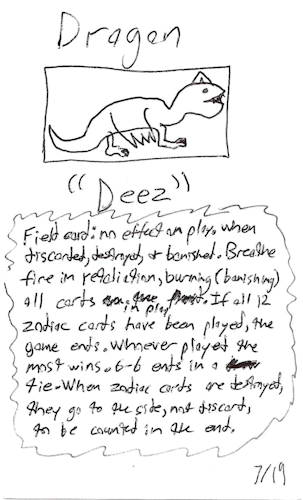 Dragon
"Deez"
Field card: no effect on play. When
discarded, destroyed, or banished. Breathe
fire in retaliation, burning (banishing)
all cards in play. If all 12
zodiac cards have been played, the
game ends. Whoever played the
most wins. 6-6 ends in a
tie. When zodiac cards are destroyed,
they go to the side, not discard,
to be counted in the end.
7/19